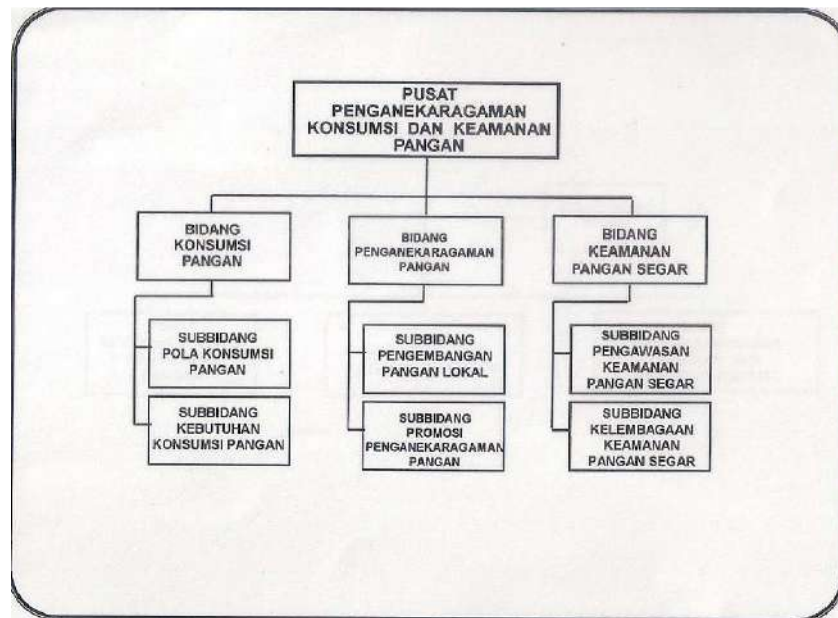 PUSAT
PENGANEKARAGAMAN
KONSUMSI DAN KEAMANAN
PANGAN
BIDANG
KONSUMSI
PANGAN
BIDANG
PENGANEKARAGAMAN
PANGAN
BIDANG
KEAMANAN
PANGAN SEGAR
SUBBIDANG
POLA KONSUMSI
PANGAN
SUBBIDANG
PENGEMBANGAN
PANGAN LOKAL
SUBBIDANG
PENGAWASAN
KEAMANAN
PANGAN SEGAR
SUBBIDANG
KEBUTUHAN
KONSUMSI PANGAN
SUBBIDANG
PROMOSI
PENGANEKARAGAMAN
PANGAN
SUBBIDANG
KELEMBAGAAN
KEAMANAN
PANGAN SEGAR